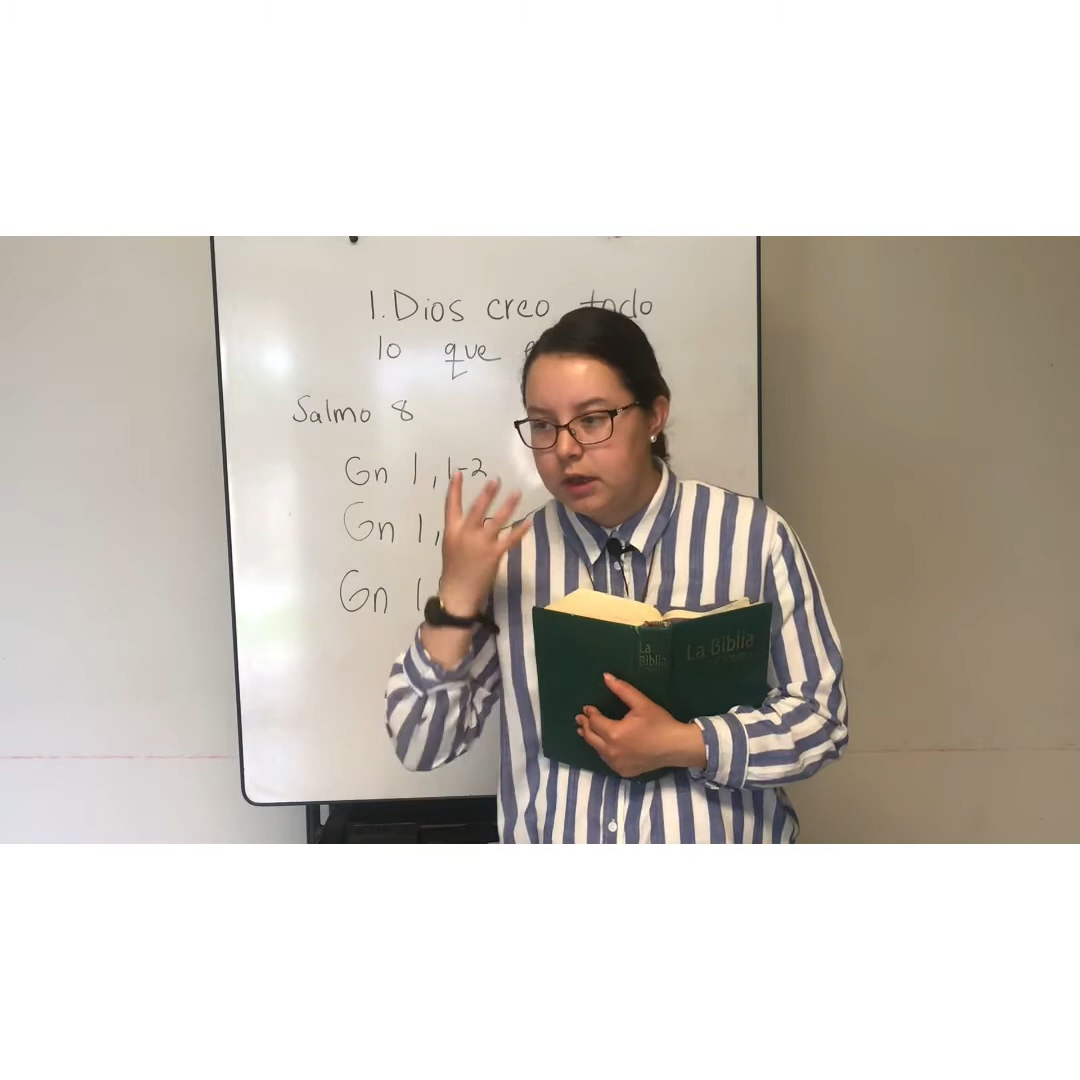 1. Dios creo todo
lo que
Salmo 8
Gn 1, 1-2
Gn 1,
Gn 1
La
Biblia
La Biblia